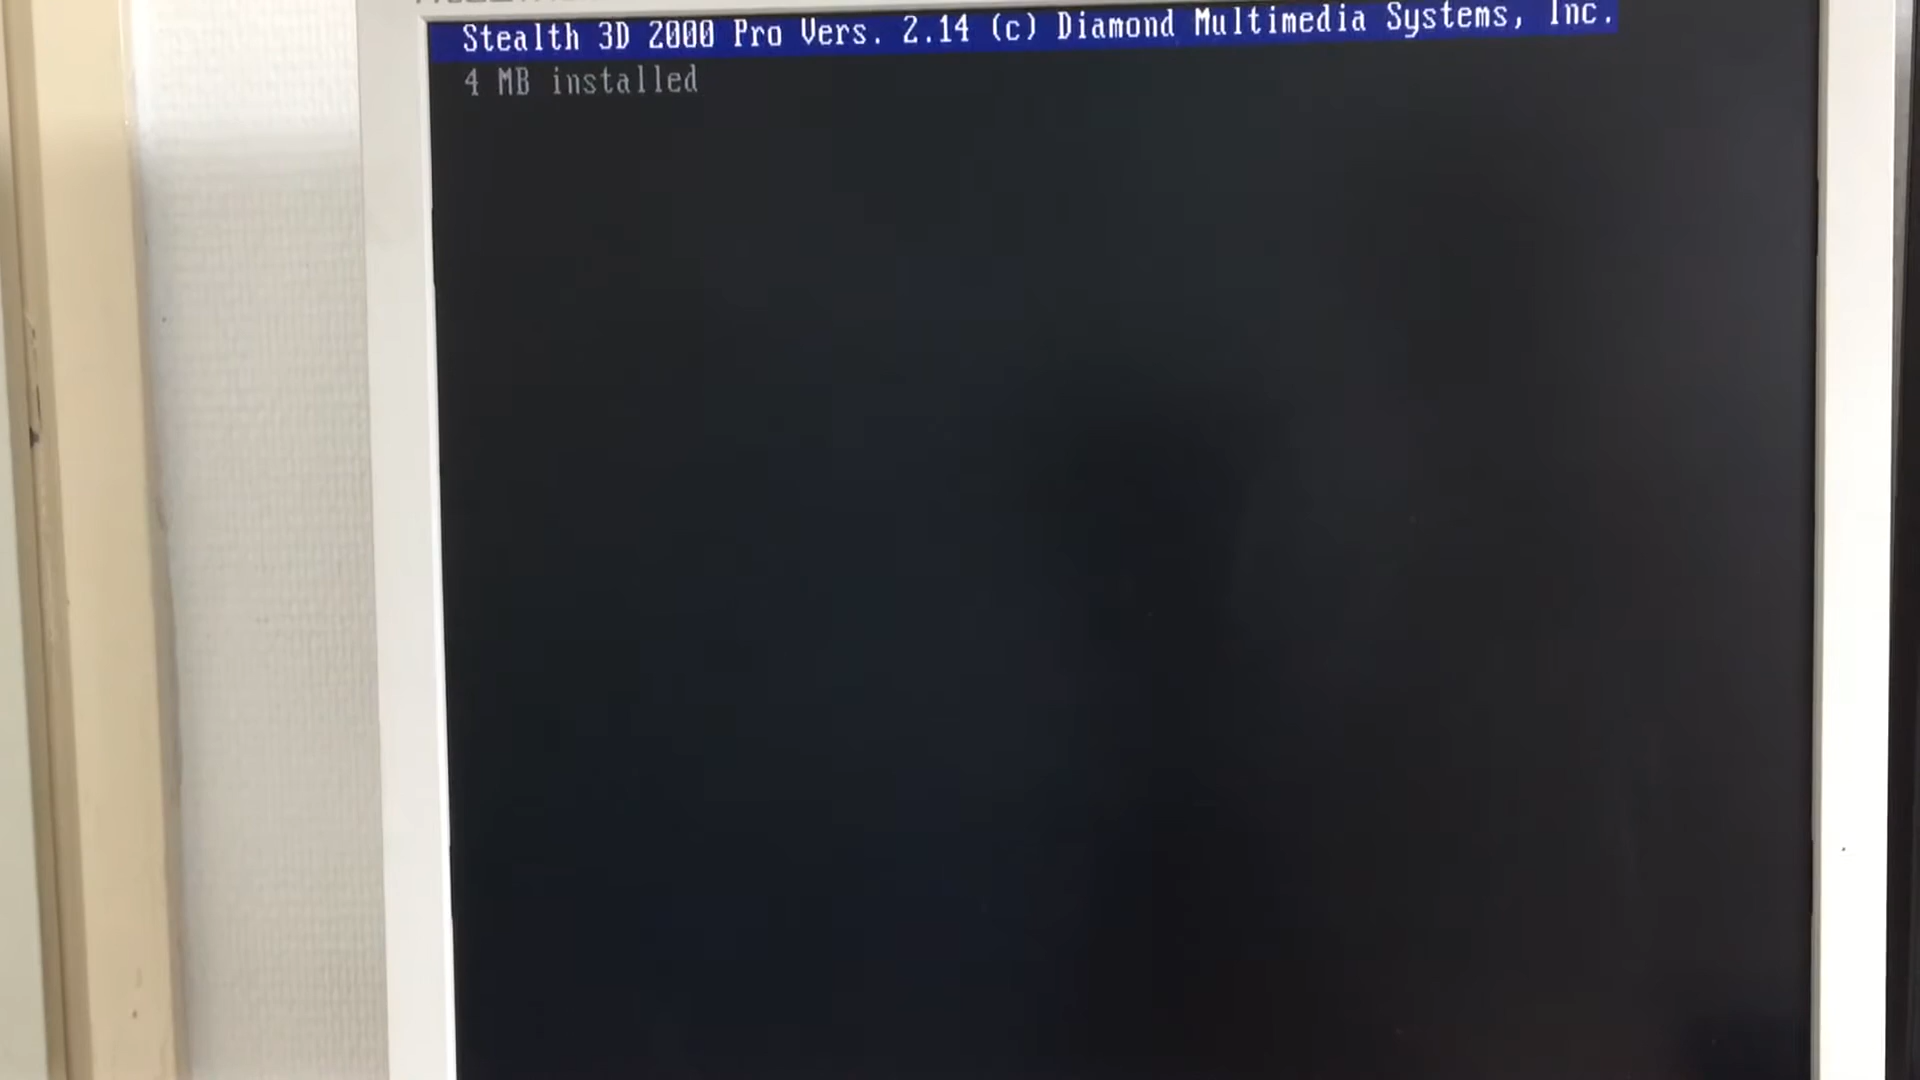 Stealth 3D 2000 Pro Vers. 2.14 (c) Diamond Multimedia Systems, Inc.
4 MB installed